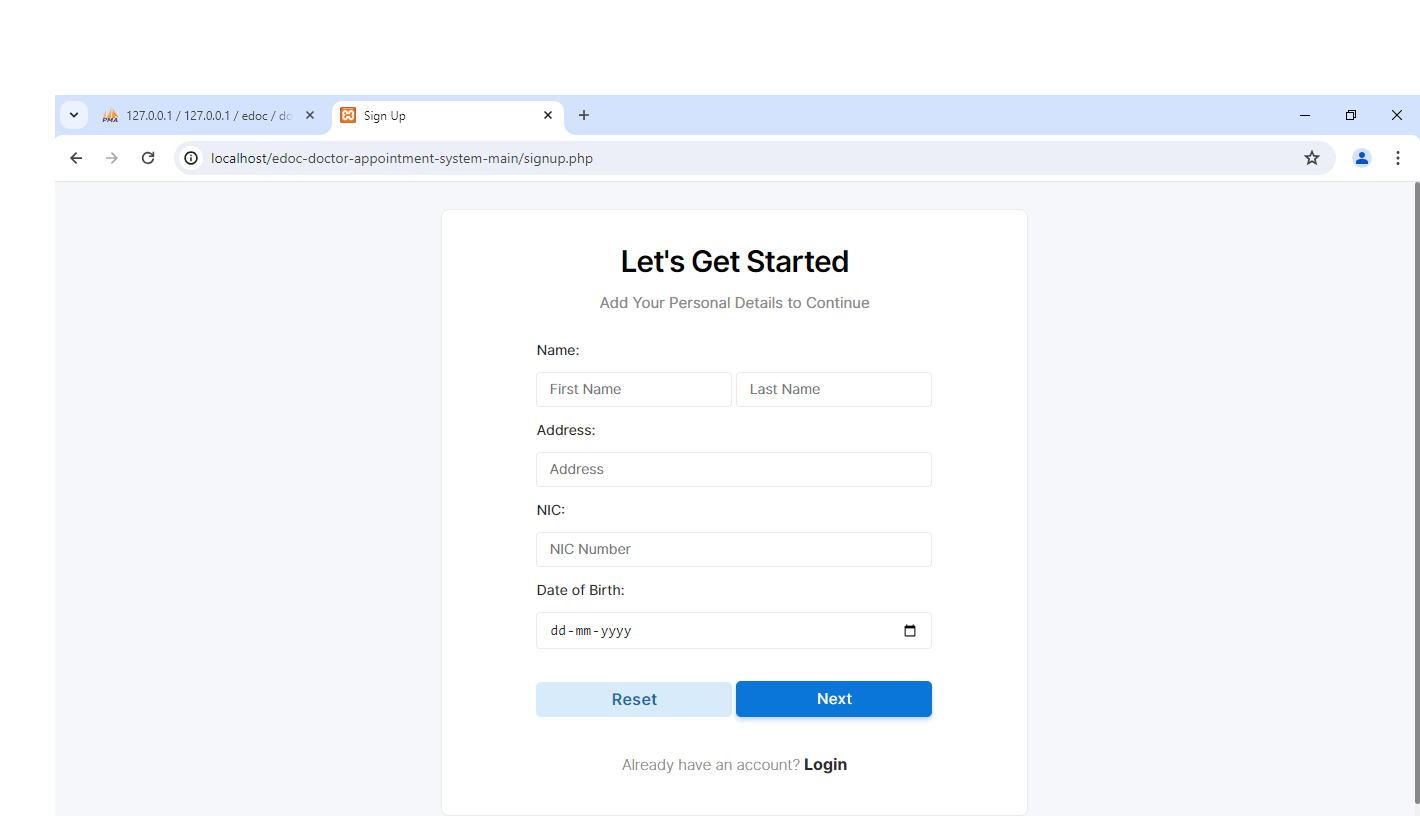 127.0.0.1 / 127.0.0.1 / edoc / do
Sign Up
localhost/edoc-doctor-appointment-system-main/signup.php
Let's Get Started
Add Your Personal Details to Continue
Name:
First Name Last Name
Address:
Address
NIC:
NIC Number
Date of Birth:
dd-mm-yyyy
Reset Next
Already have an account? Login